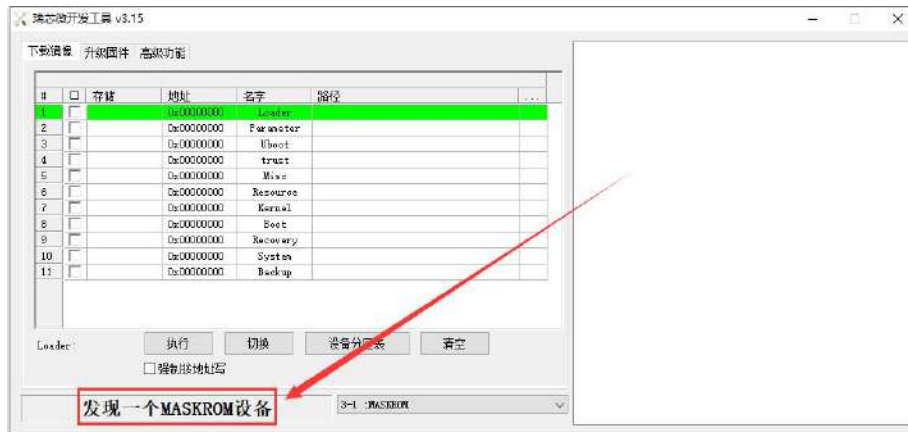 瑞芯微开发工具 v3.15
下载镜像 升级固件 高级功能
# 存储 地址 名字 路径 ...
1 0x00000000 Loader
2 0x00000000 Parameter
3 0x00000000 Uboot
4 0x00000000 trust
5 0x00000000 Misc
6 0x00000000 Resource
7 0x00000000 Kernel
8 0x00000000 Boot
9 0x00000000 Recovery
10 0x00000000 System
11 0x00000000 Backup
Loader: 执行 切换 设备分区表 清空
强制按地址写
发现一个MASKROM设备 3-1 :MASKROM